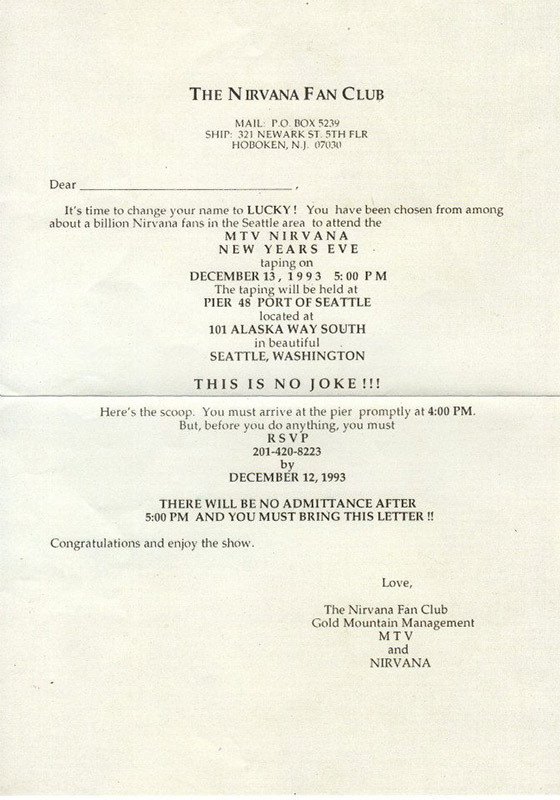 THE NIRVANA FAN CLUB
MAIL: P.O. BOX 5239
SHIP: 321 NEWARK ST. 5TH FLR
HOBOKEN, N.J. 07030
Dear ______________________________ ,
It's time to change your name to LUCKY! You have been chosen from among
about a billion Nirvana fans in the Seattle area to attend the
MTV NIRVANA
NEW YEARS EVE
taping on
DECEMBER 13, 1993 5:00 PM
The taping will be held at
PIER 48 PORT OF SEATTLE
located at
101 ALASKA WAY SOUTH
in beautiful
SEATTLE, WASHINGTON
THIS IS NO JOKE!!!
Here's the scoop. You must arrive at the pier promptly at 4:00 PM.
But, before you do anything, you must
RSVP
201-420-8223
by
DECEMBER 12, 1993
THERE WILL BE NO ADMITTANCE AFTER
5:00 PM AND YOU MUST BRING THIS LETTER !!
Congratulations and enjoy the show.
Love,
The Nirvana Fan Club
Gold Mountain Management
MTV
and
NIRVANA